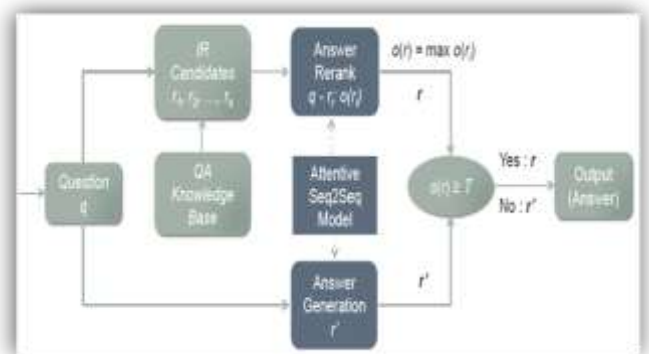 IR
Candidates
r₁, r₂, ..., rₖ
Answer
Rerank
q - rᵢ; o(rᵢ)
o(r) = max o(rᵢ)
r
Question
q
QA
Knowledge
Base
Attentive
Seq2Seq
Model
o(r) ≥ T
Yes : r
No : r'
Output
(Answer)
Answer
Generation
r'
r'